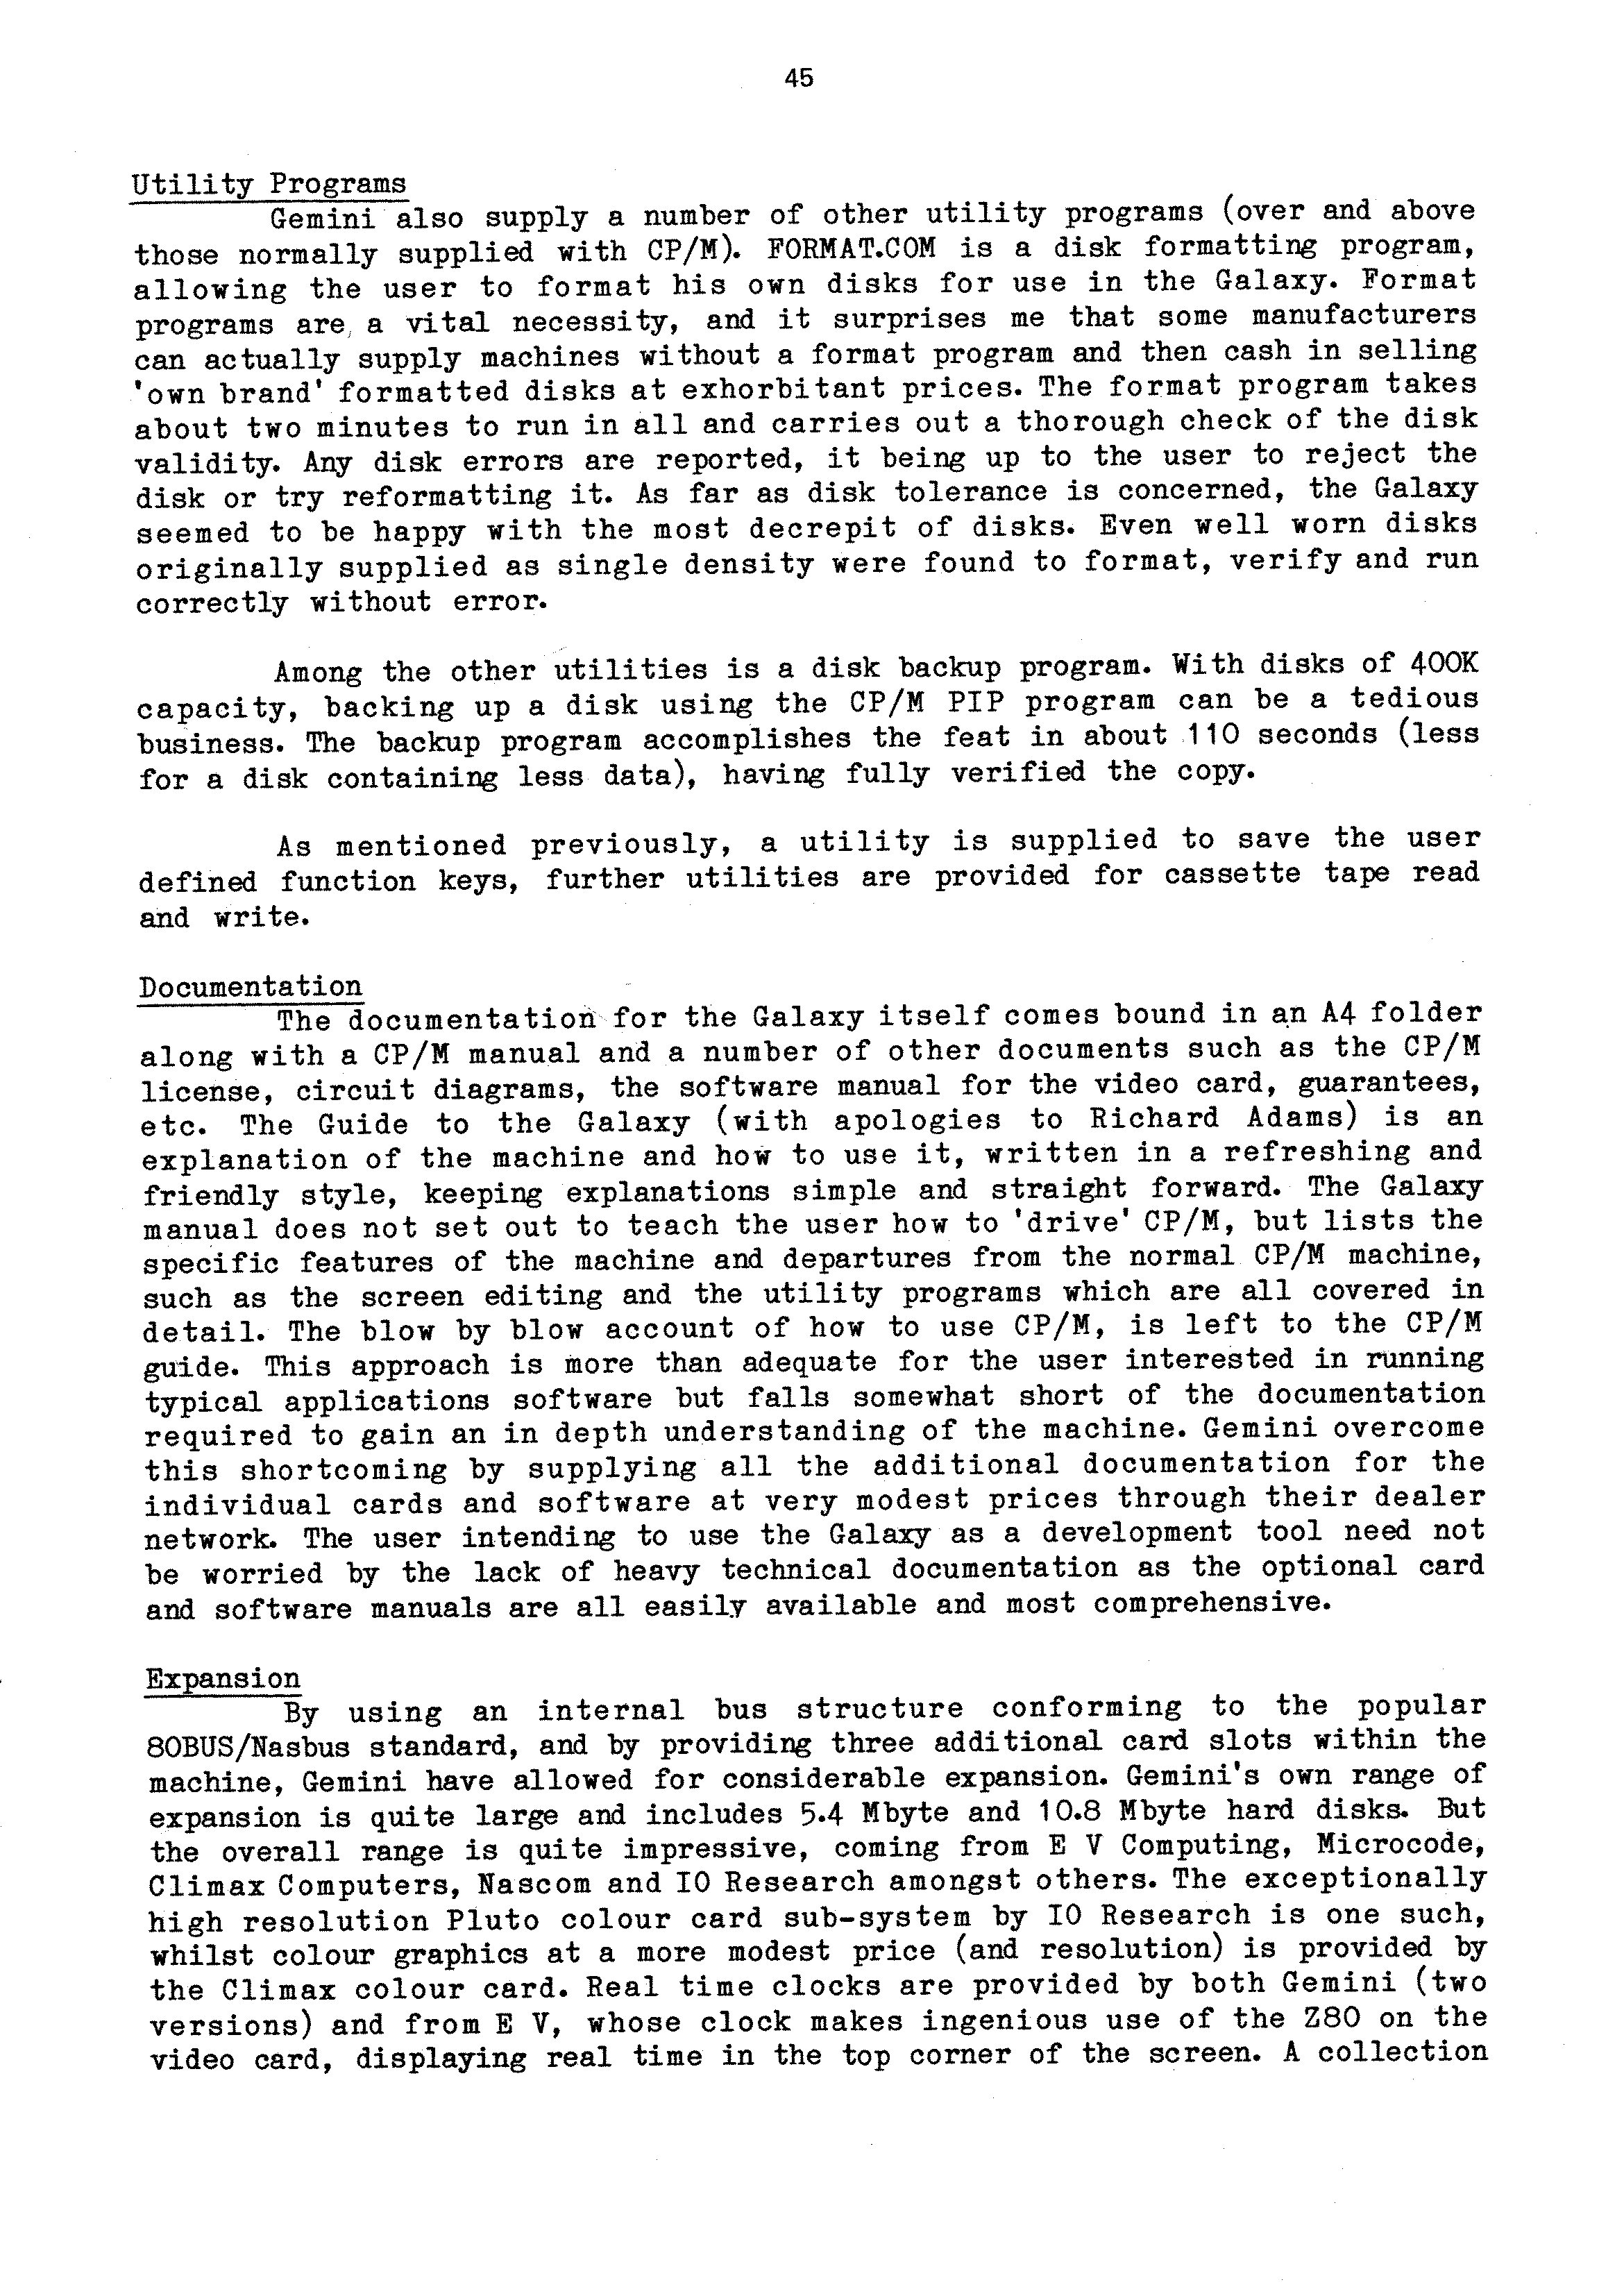 45
Utility Programs
Gemini also supply a number of other utility programs (over and above
those normally supplied with CP/M). FORMAT.COM is a disk formatting program,
allowing the user to format his own disks for use in the Galaxy. Format
programs are, a vital necessity, and it surprises me that some manufacturers
can actually supply machines without a format program and then cash in selling
'own brand' formatted disks at exhorbitant prices. The format program takes
about two minutes to run in all and carries out a thorough check of the disk
validity. Any disk errors are reported, it being up to the user to reject the
disk or try reformatting it. As far as disk tolerance is concerned, the Galaxy
seemed to be happy with the most decrepit of disks. Even well worn disks
originally supplied as single density were found to format, verify and run
correctly without error.
Among the other utilities is a disk backup program. With disks of 400K
capacity, backing up a disk using the CP/M PIP program can be a tedious
business. The backup program accomplishes the feat in about 110 seconds (less
for a disk containing less data), having fully verified the copy.
As mentioned previously, a utility is supplied to save the user
defined function keys, further utilities are provided for cassette tape read
and write.
Documentation
The documentation for the Galaxy itself comes bound in an A4 folder
along with a CP/M manual and a number of other documents such as the CP/M
license, circuit diagrams, the software manual for the video card, guarantees,
etc. The Guide to the Galaxy (with apologies to Richard Adams) is an
explanation of the machine and how to use it, written in a refreshing and
friendly style, keeping explanations simple and straight forward. The Galaxy
manual does not set out to teach the user how to 'drive' CP/M, but lists the
specific features of the machine and departures from the normal CP/M machine,
such as the screen editing and the utility programs which are all covered in
detail. The blow by blow account of how to use CP/M, is left to the CP/M
guide. This approach is more than adequate for the user interested in running
typical applications software but falls somewhat short of the documentation
required to gain an in depth understanding of the machine. Gemini overcome
this shortcoming by supplying all the additional documentation for the
individual cards and software at very modest prices through their dealer
network. The user intending to use the Galaxy as a development tool need not
be worried by the lack of heavy technical documentation as the optional card
and software manuals are all easily available and most comprehensive.
Expansion
By using an internal bus structure conforming to the popular
80BUS/Nasbus standard, and by providing three additional card slots within the
machine, Gemini have allowed for considerable expansion. Gemini's own range of
expansion is quite large and includes 5.4 Mbyte and 10.8 Mbyte hard disks. But
the overall range is quite impressive, coming from E V Computing, Microcode,
Climax Computers, Nascom and IO Research amongst others. The exceptionally
high resolution Pluto colour card sub-system by IO Research is one such,
whilst colour graphics at a more modest price (and resolution) is provided by
the Climax colour card. Real time clocks are provided by both Gemini (two
versions) and from E V, whose clock makes ingenious use of the Z80 on the
video card, displaying real time in the top corner of the screen. A collection